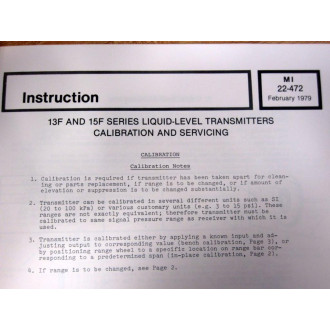 Instruction
MI
22-472
February 1979
13F AND 15F SERIES LIQUID-LEVEL TRANSMITTERS
CALIBRATION AND SERVICING
CALIBRATION
Calibration Notes
1. Calibration is required if transmitter has been taken apart for clean-
ing or parts replacement, if range is to be changed, or if amount of
elevation or suppression is to be changed substantially.
2. Transmitter can be calibrated in several different units such as SI
(20 to 100 kPa) or various customary units (e.g. 3 to 15 psi). These
ranges are not exactly equivalent; therefore transmitter must be
calibrated to same signal pressure range as receiver with which it is
used.
3. Transmitter is calibrated either by applying a known input and ad-
justing output to corresponding value (bench calibration, Page 3), or
by positioning range wheel to a specific location on range bar corre-
sponding to a predetermined span (in-place calibration, Page 2).
4. If range is to be changed, see Page 2.